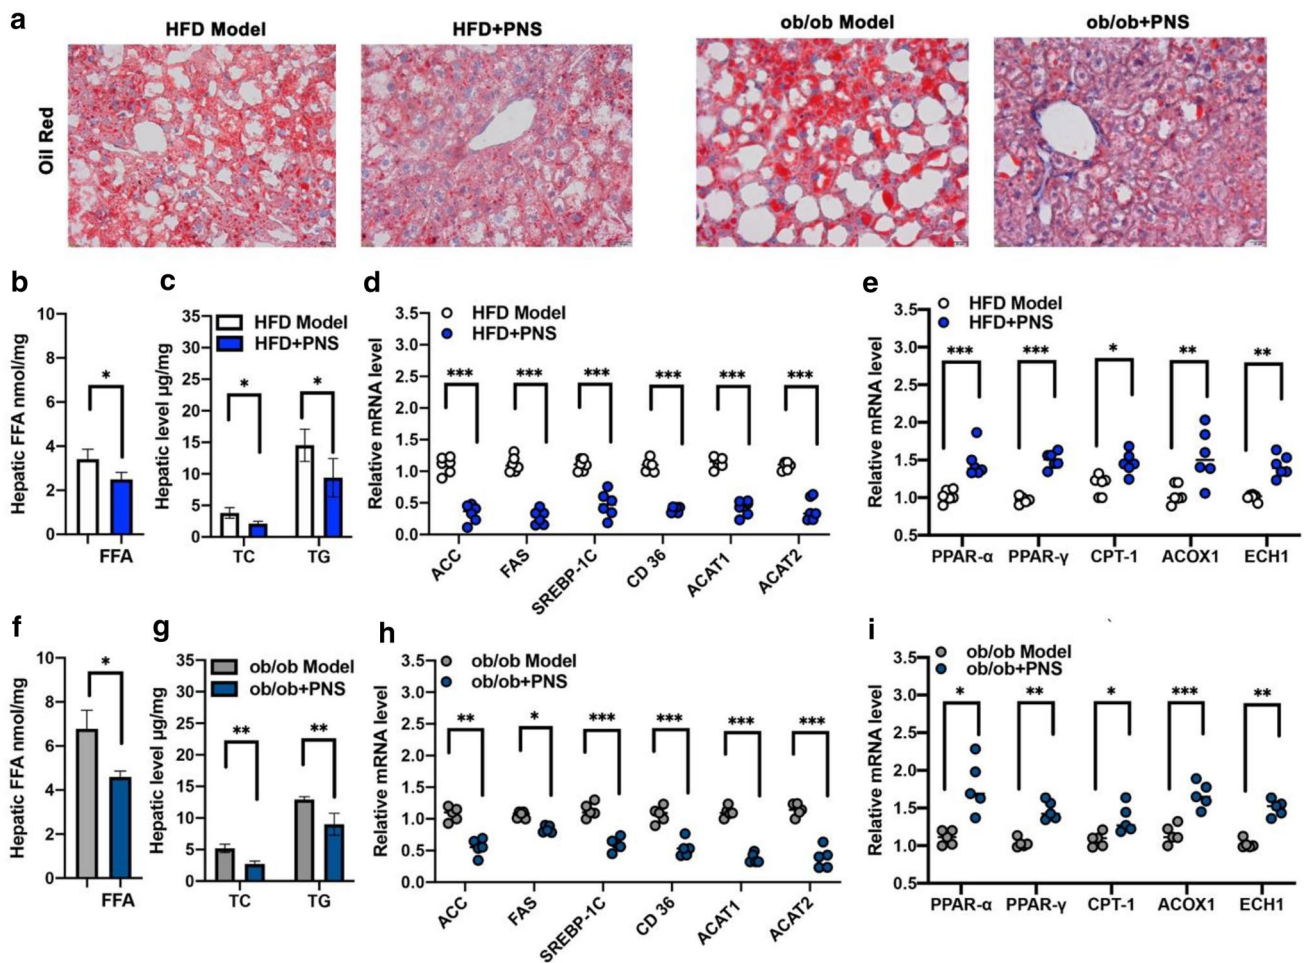 a
HFD Model
HFD+PNS
ob/ob Model
ob/ob+PNS
Oil Red
b
Hepatic FFA nmol/mg
10
8
6
4
2
0
*
FFA
c
Hepatic level µg/mg
35
30
25
20
15
10
5
0
HFD Model
HFD+PNS
*
*
TC
TG
d
Relative mRNA level
3.5
3.0
2.5
2.0
1.5
1.0
0.5
0.0
HFD Model
HFD+PNS
***
***
***
***
***
***
ACC
FAS
SREBP-1C
CD 36
ACAT1
ACAT2
e
Relative mRNA level
3.5
3.0
2.5
2.0
1.5
1.0
0.5
HFD Model
HFD+PNS
***
***
*
**
**
PPAR-α
PPAR-γ
CPT-1
ACOX1
ECH1
f
Hepatic FFA nmol/mg
10
8
6
4
2
0
*
FFA
g
Hepatic level µg/mg
35
30
25
20
15
10
5
0
ob/ob Model
ob/ob+PNS
**
**
TC
TG
h
Relative mRNA level
3.5
3.0
2.5
2.0
1.5
1.0
0.5
0.0
ob/ob Model
ob/ob+PNS
**
*
***
***
***
***
ACC
FAS
SREBP-1C
CD 36
ACAT1
ACAT2
i
Relative mRNA level
3.5
3.0
2.5
2.0
1.5
1.0
0.5
ob/ob Model
ob/ob+PNS
*
**
*
***
**
PPAR-α
PPAR-γ
CPT-1
ACOX1
ECH1